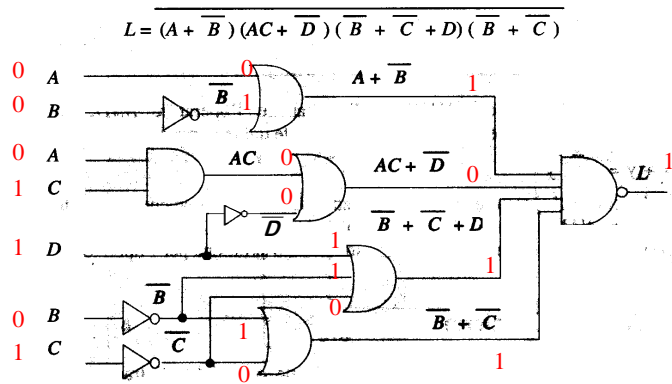 L = (A + B) (AC + D) ( B + C + D) ( B + C )
0 A 0 A + B
B 1
0 B 1
0 A AC 0 AC + D L 1
1 C 0 0
D B + C + D
1 D 1
1 1
B 0
0 B 1 B + C
C
1 C 0 1